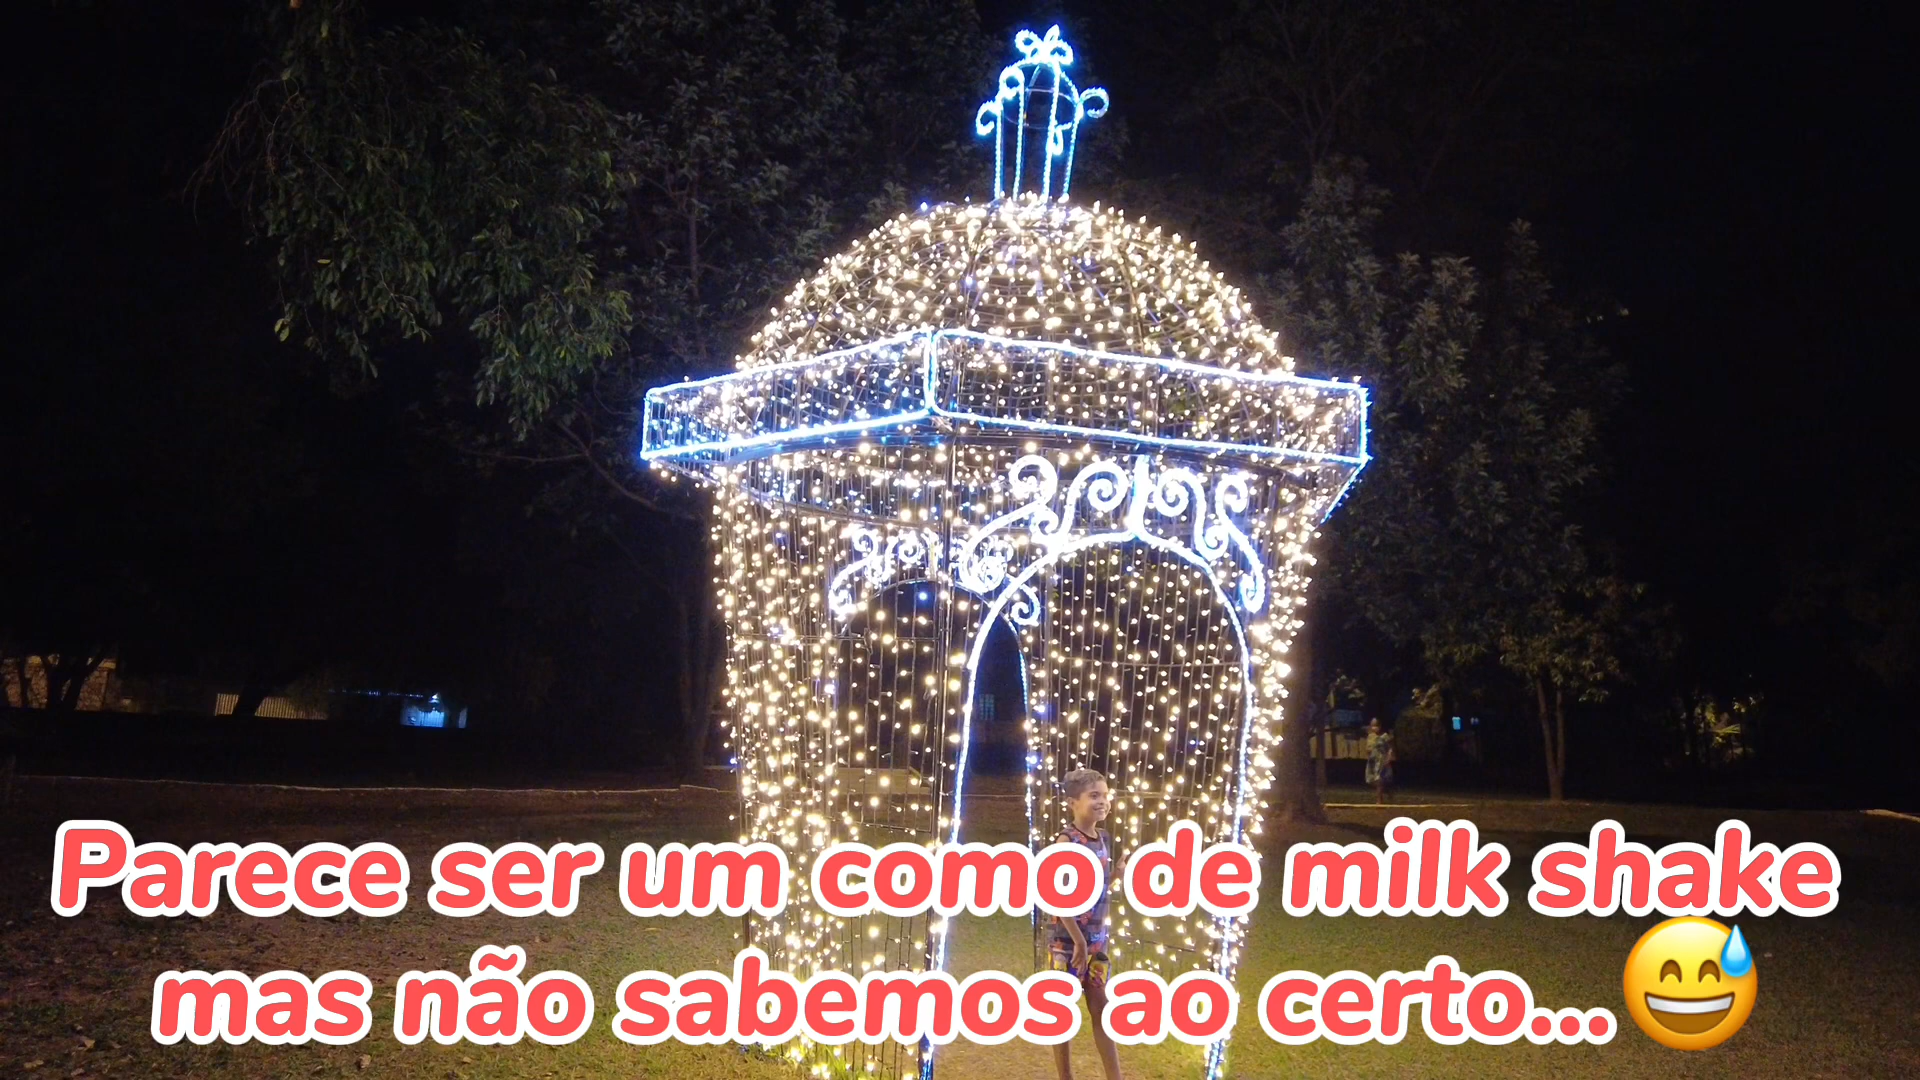 Parece ser um como de milk shake
mas não sabemos ao certo...😅